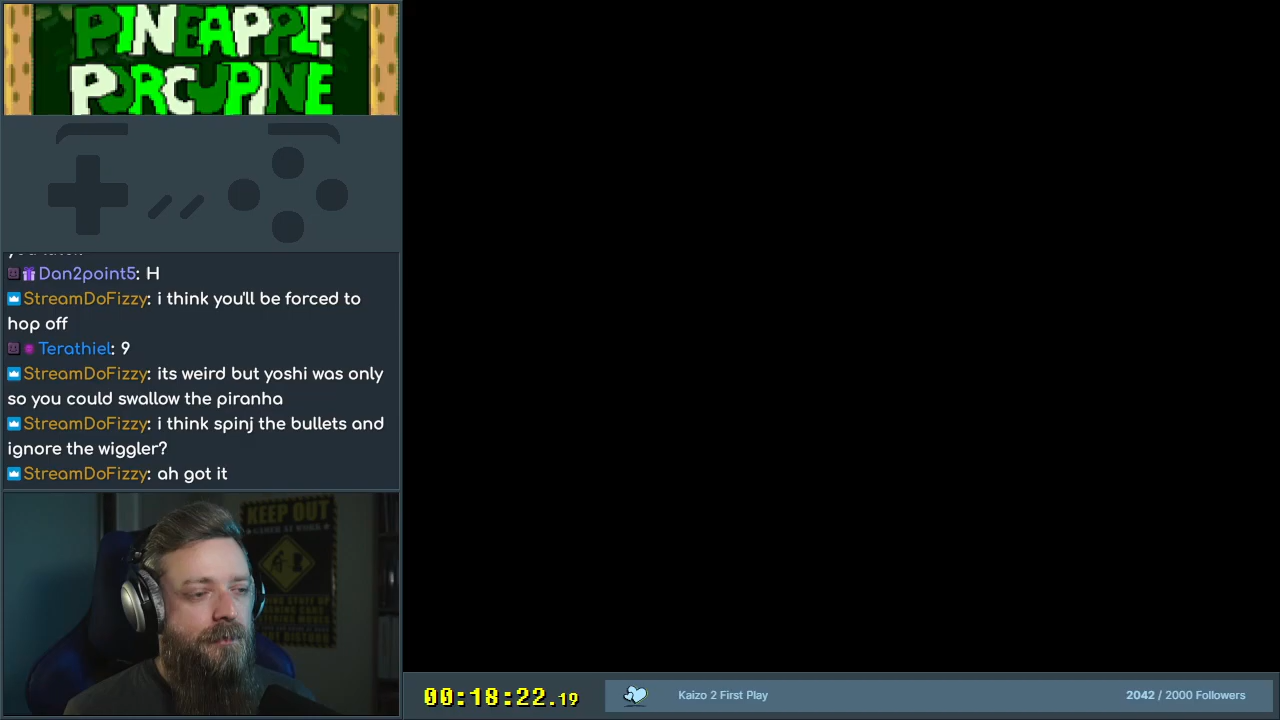 PINEAPPLE
PORCUPINE
Dan2point5: H
StreamDoFizzy: i think you'll be forced to
hop off
Terathiel: 9
StreamDoFizzy: its weird but yoshi was only
so you could swallow the piranha
StreamDoFizzy: i think spinj the bullets and
ignore the wiggler?
StreamDoFizzy: ah got it
KEEP OUT
00:18:22.19
Kaizo 2 First Play
2042 / 2000 Followers